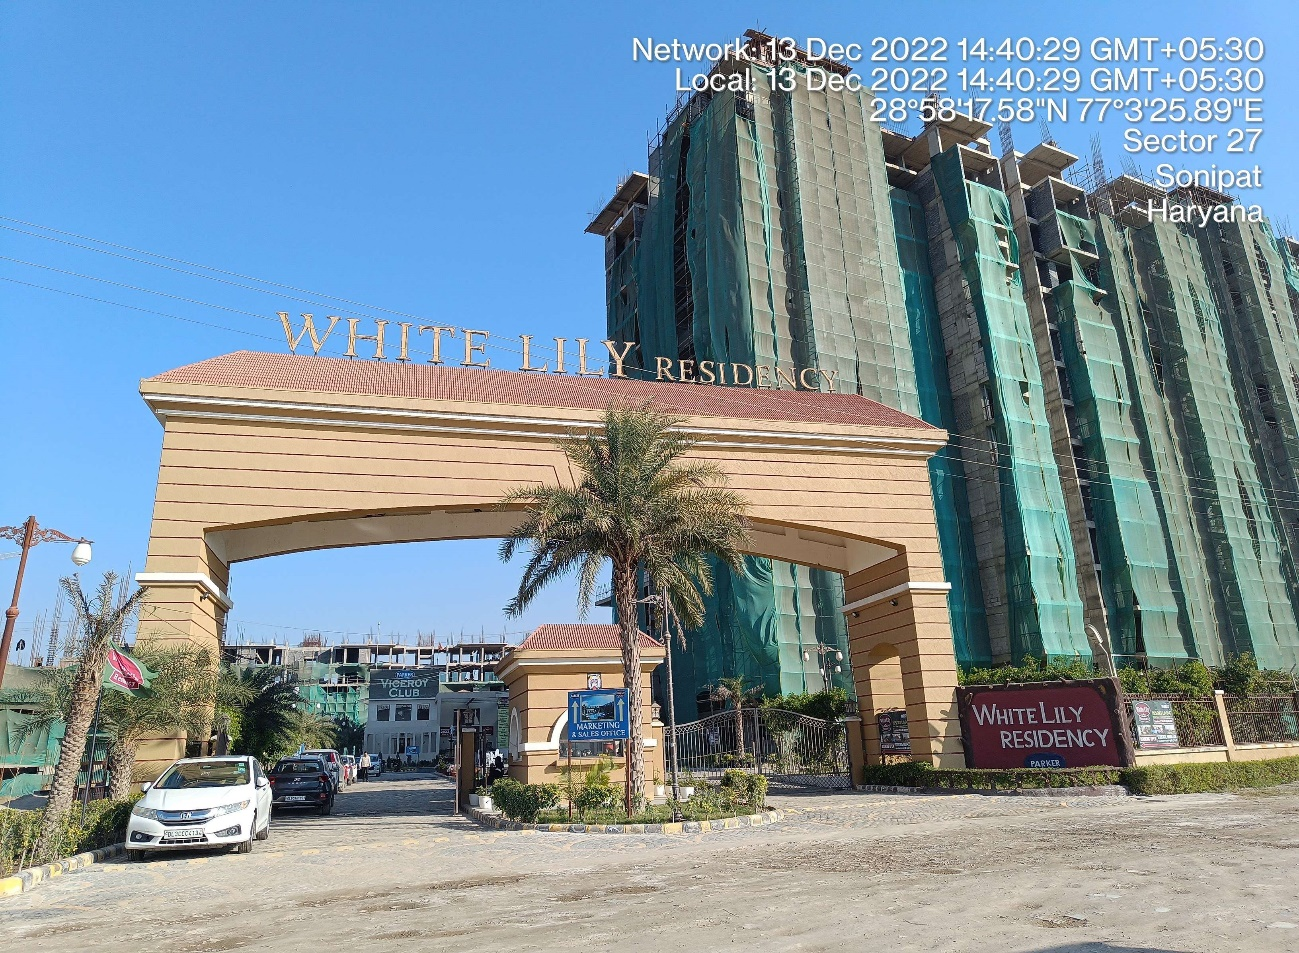 Network: 13 Dec 2022 14:40:29 GMT+05:30
Local: 13 Dec 2022 14:40:29 GMT+05:30
28°58'17.58"N 77°3'25.89"E
Sector 27
Sonipat
Haryana
WHITE LILY RESIDENCY
VICEROY
CLUB
MARKETING
& SALES OFFICE
WHITE LILY
RESIDENCY
PARKER